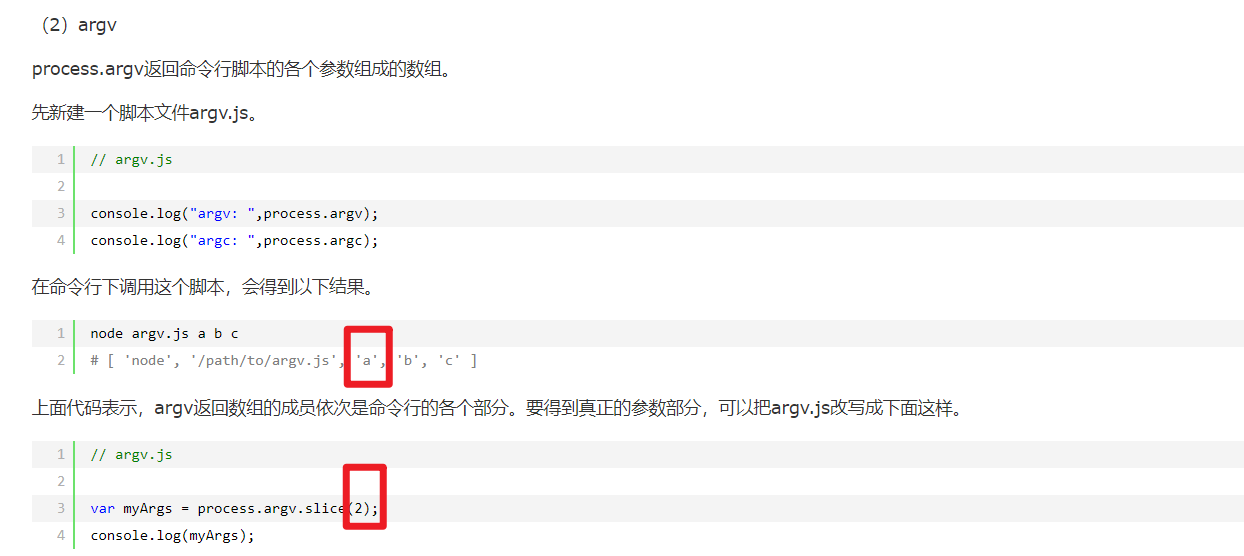 （2）argv
process.argv返回命令行脚本的各个参数组成的数组。
先新建一个脚本文件argv.js。
1 // argv.js
2
3 console.log("argv: ",process.argv);
4 console.log("argc: ",process.argc);
在命令行下调用这个脚本，会得到以下结果。
1 node argv.js a b c
2 # [ 'node', '/path/to/argv.js', 'a', 'b', 'c' ]
上面代码表示，argv返回数组的成员依次是命令行的各个部分。要得到真正的参数部分，可以把argv.js改写成下面这样。
1 // argv.js
2
3 var myArgs = process.argv.slice(2);
4 console.log(myArgs);